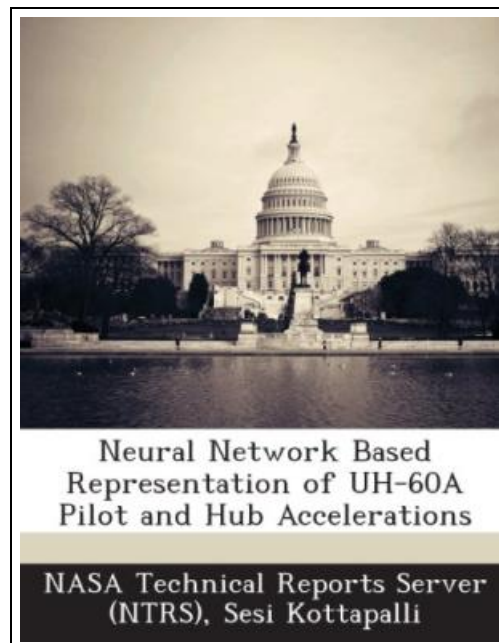 Neural Network Based
Representation of UH-60A
Pilot and Hub Accelerations
NASA Technical Reports Server
(NTRS), Sesi Kottapalli